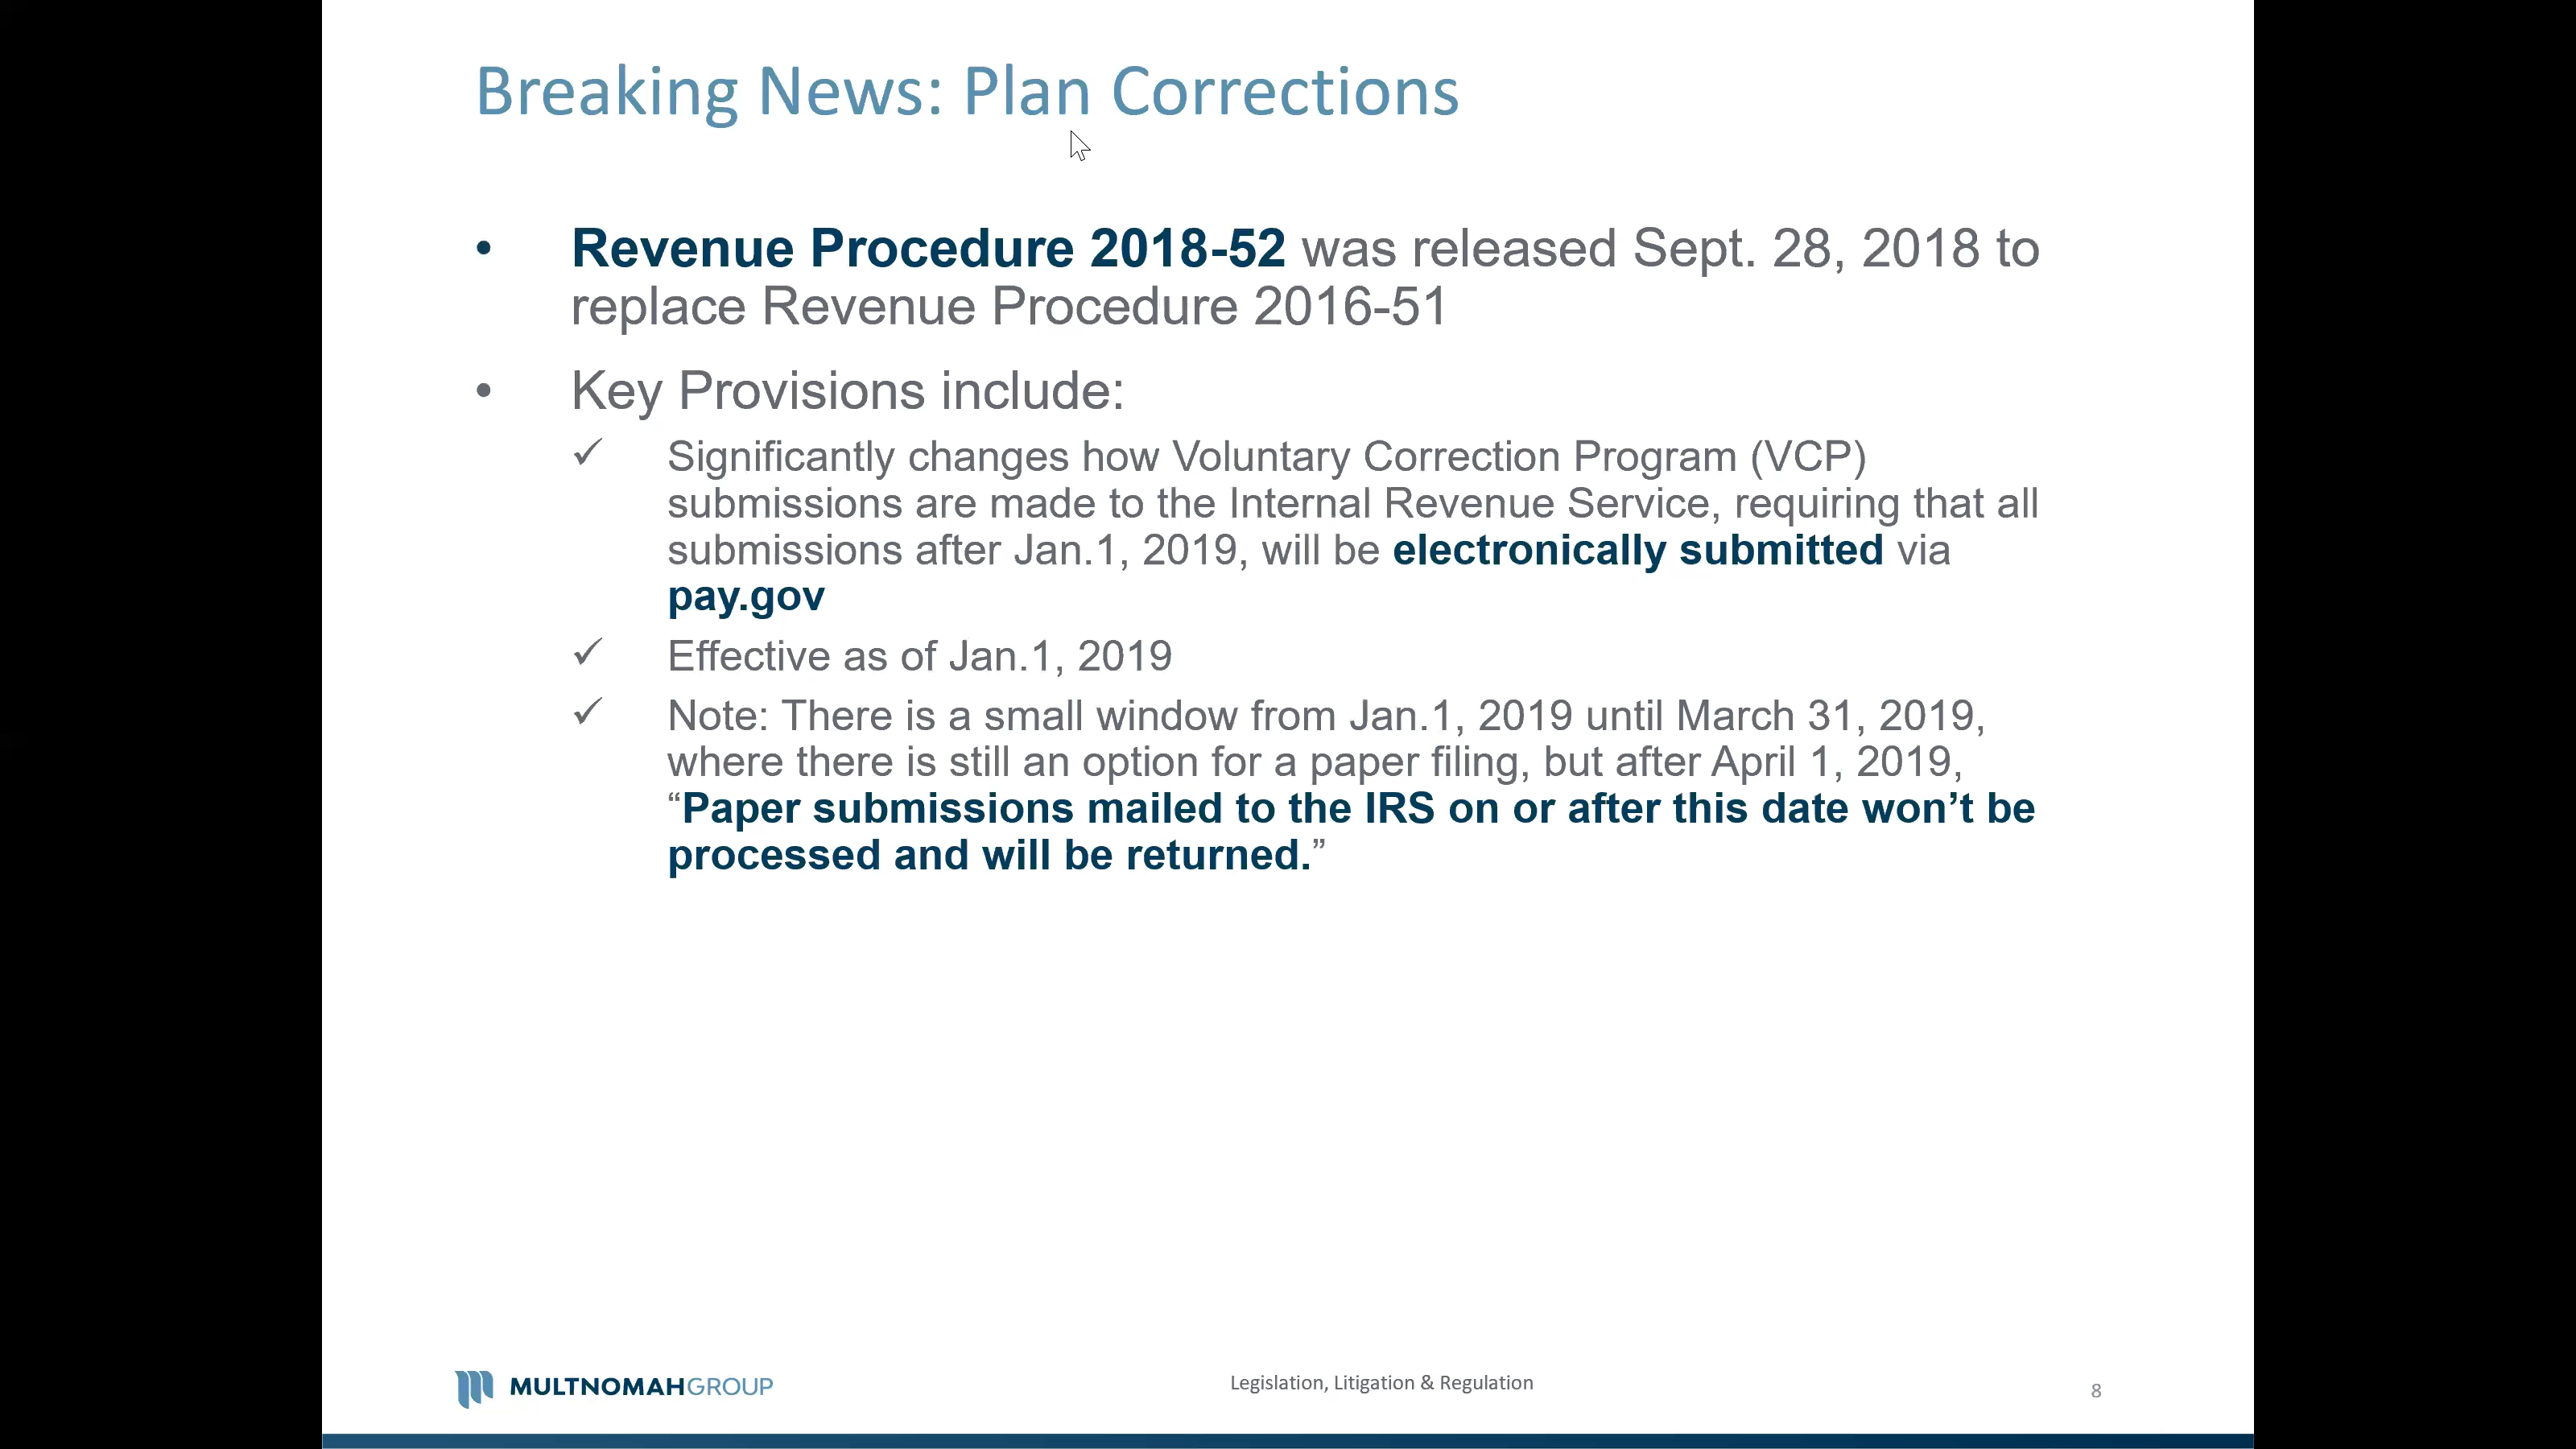 Breaking News: Plan Corrections
• Revenue Procedure 2018-52 was released Sept. 28, 2018 to
replace Revenue Procedure 2016-51
• Key Provisions include:
✓ Significantly changes how Voluntary Correction Program (VCP)
submissions are made to the Internal Revenue Service, requiring that all
submissions after Jan.1, 2019, will be electronically submitted via
pay.gov
✓ Effective as of Jan.1, 2019
✓ Note: There is a small window from Jan.1, 2019 until March 31, 2019,
where there is still an option for a paper filing, but after April 1, 2019,
“Paper submissions mailed to the IRS on or after this date won’t be
processed and will be returned.”
MULTNOMAHGROUP
Legislation, Litigation & Regulation
8